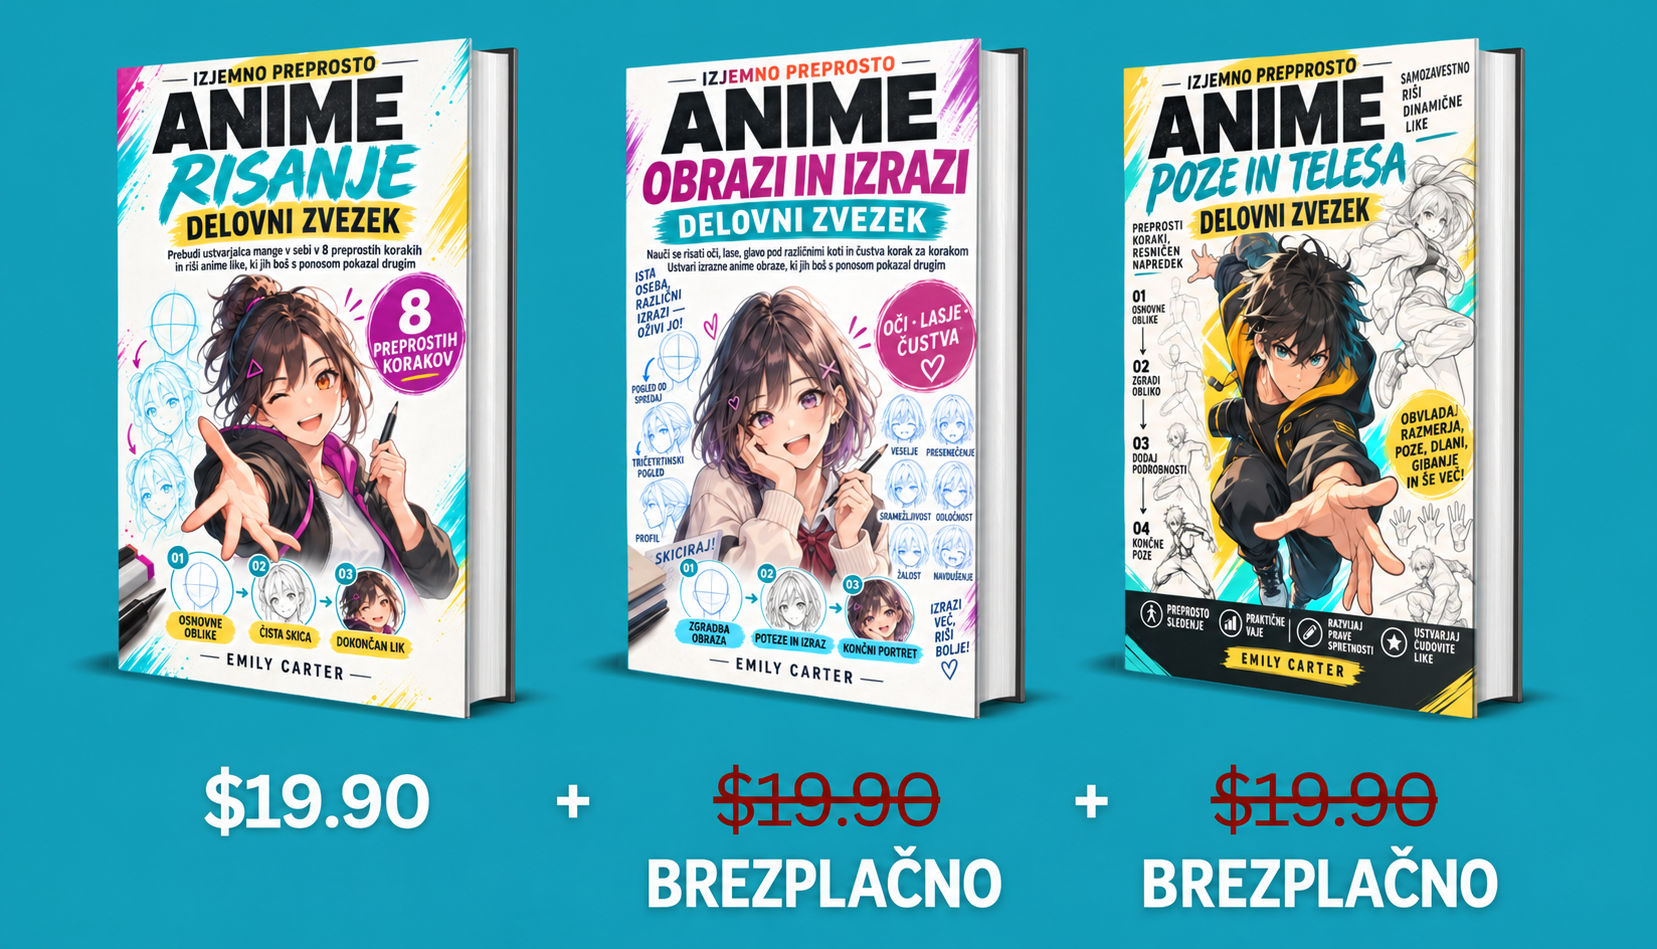 IZJEMNO PREPROSTO
ANIME
RISANJE
DELOVNI ZVEZEK
Prebudi ustvarjalca mange v sebi v 8 preprostih korakih
in riši anime like, ki jih boš s ponosom pokazal drugim
8
PREPROSTIH
KORAKOV
01
02
03
OSNOVNE
OBLIKE
ČISTA SKICA
DOKONČAN LIK
EMILY CARTER
IZJEMNO PREPROSTO
ANIME
OBRAZI IN IZRAZI
DELOVNI ZVEZEK
Nauči se risati oči, lase, glavo pod različnimi koti in čustva korak za korakom
Ustvari izrazne anime obraze, ki jih boš s ponosom pokazal drugim
ISTA
OSEBA,
RAZLIČNI
IZRAZI —
OŽIVI JO!
OČI · LASJE ·
ČUSTVA
POGLED OD
SPREDAJ
TRIČETRTINSKI
POGLED
PROFIL
VESELJE
PRESENEČENJE
SRAMEŽLJIVOST
ODLOČNOST
ŽALOST
NAVDUŠENJE
SKICIRAJ!
01
02
03
ZGRADBA
OBRAZA
POTEZE IN IZRAZ
KONČNI PORTRET
IZRAZI
VEČ,
RIŠI
BOLJE!
EMILY CARTER
IZJEMNO PREPPROSTO
ANIME
POZE IN TELESA
DELOVNI ZVEZEK
SAMOZAVESTNO
RIŠI
DINAMIČNE
LIKE
PREPROSTI
KORAKI,
RESNIČEN
NAPREDEK
01
OSNOVNE
OBLIKE
02
ZGRADI
OBLIKO
03
DODAJ
PODROBNOSTI
04
KONČNE
POZE
OBVLADAJ
RAZMERJA,
POZE, DLANI,
GIBANJE
IN ŠE VEČ!
PREPROSTO
SLEDENJE
PRAKTIČNE
VAJE
RAZVIJAJ
PRAVE
SPRETNOSTI
USTVARJAJ
ČUDOVITE
LIKE
EMILY CARTER
$19.90
+
$19.90
+
$19.90
BREZPLAČNO
BREZPLAČNO